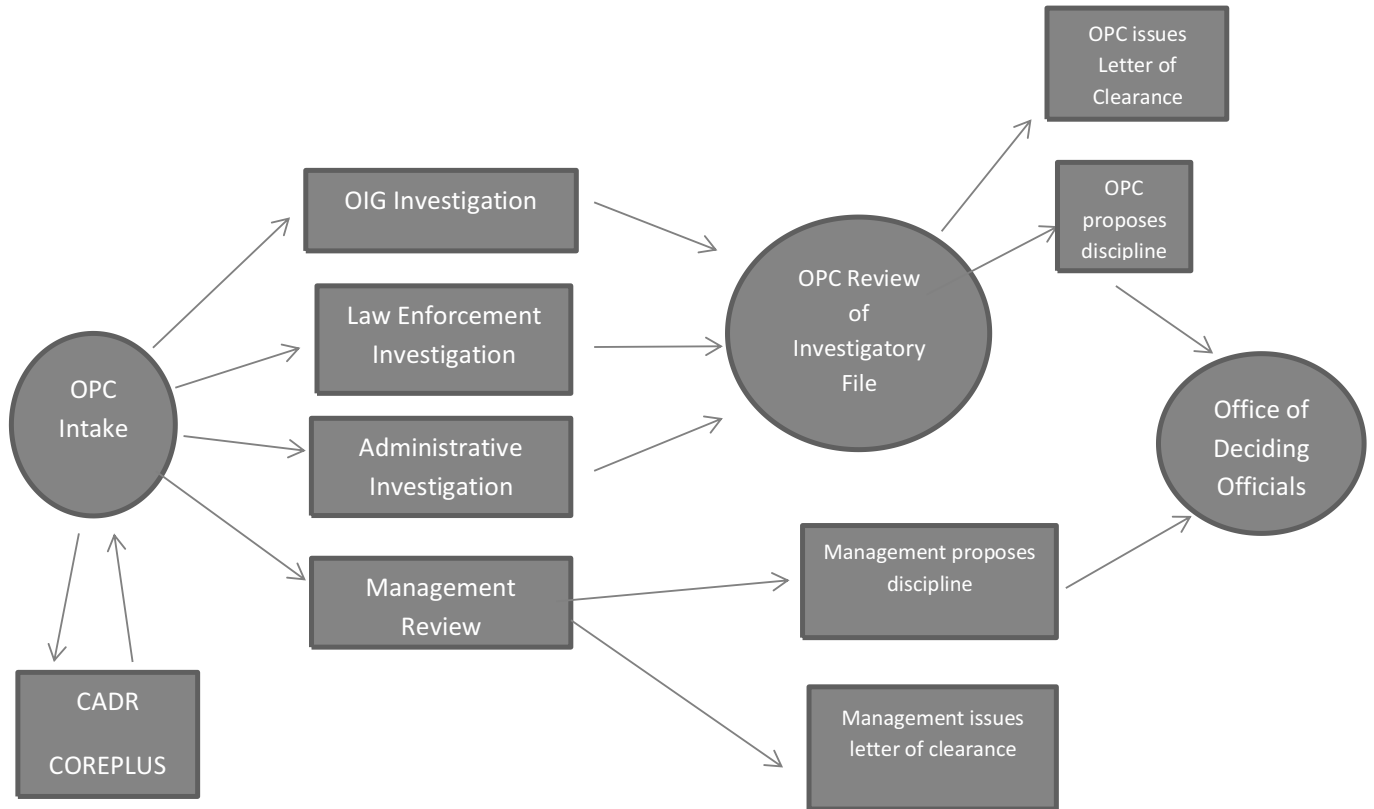 OPC issues
Letter of
Clearance
OIG Investigation
OPC
proposes
discipline
OPC Review
of
Investigatory
File
Law Enforcement
Investigation
OPC
Intake
Office of
Deciding
Officials
Administrative
Investigation
Management proposes
discipline
Management
Review
CADR
COREPLUS
Management issues
letter of clearance